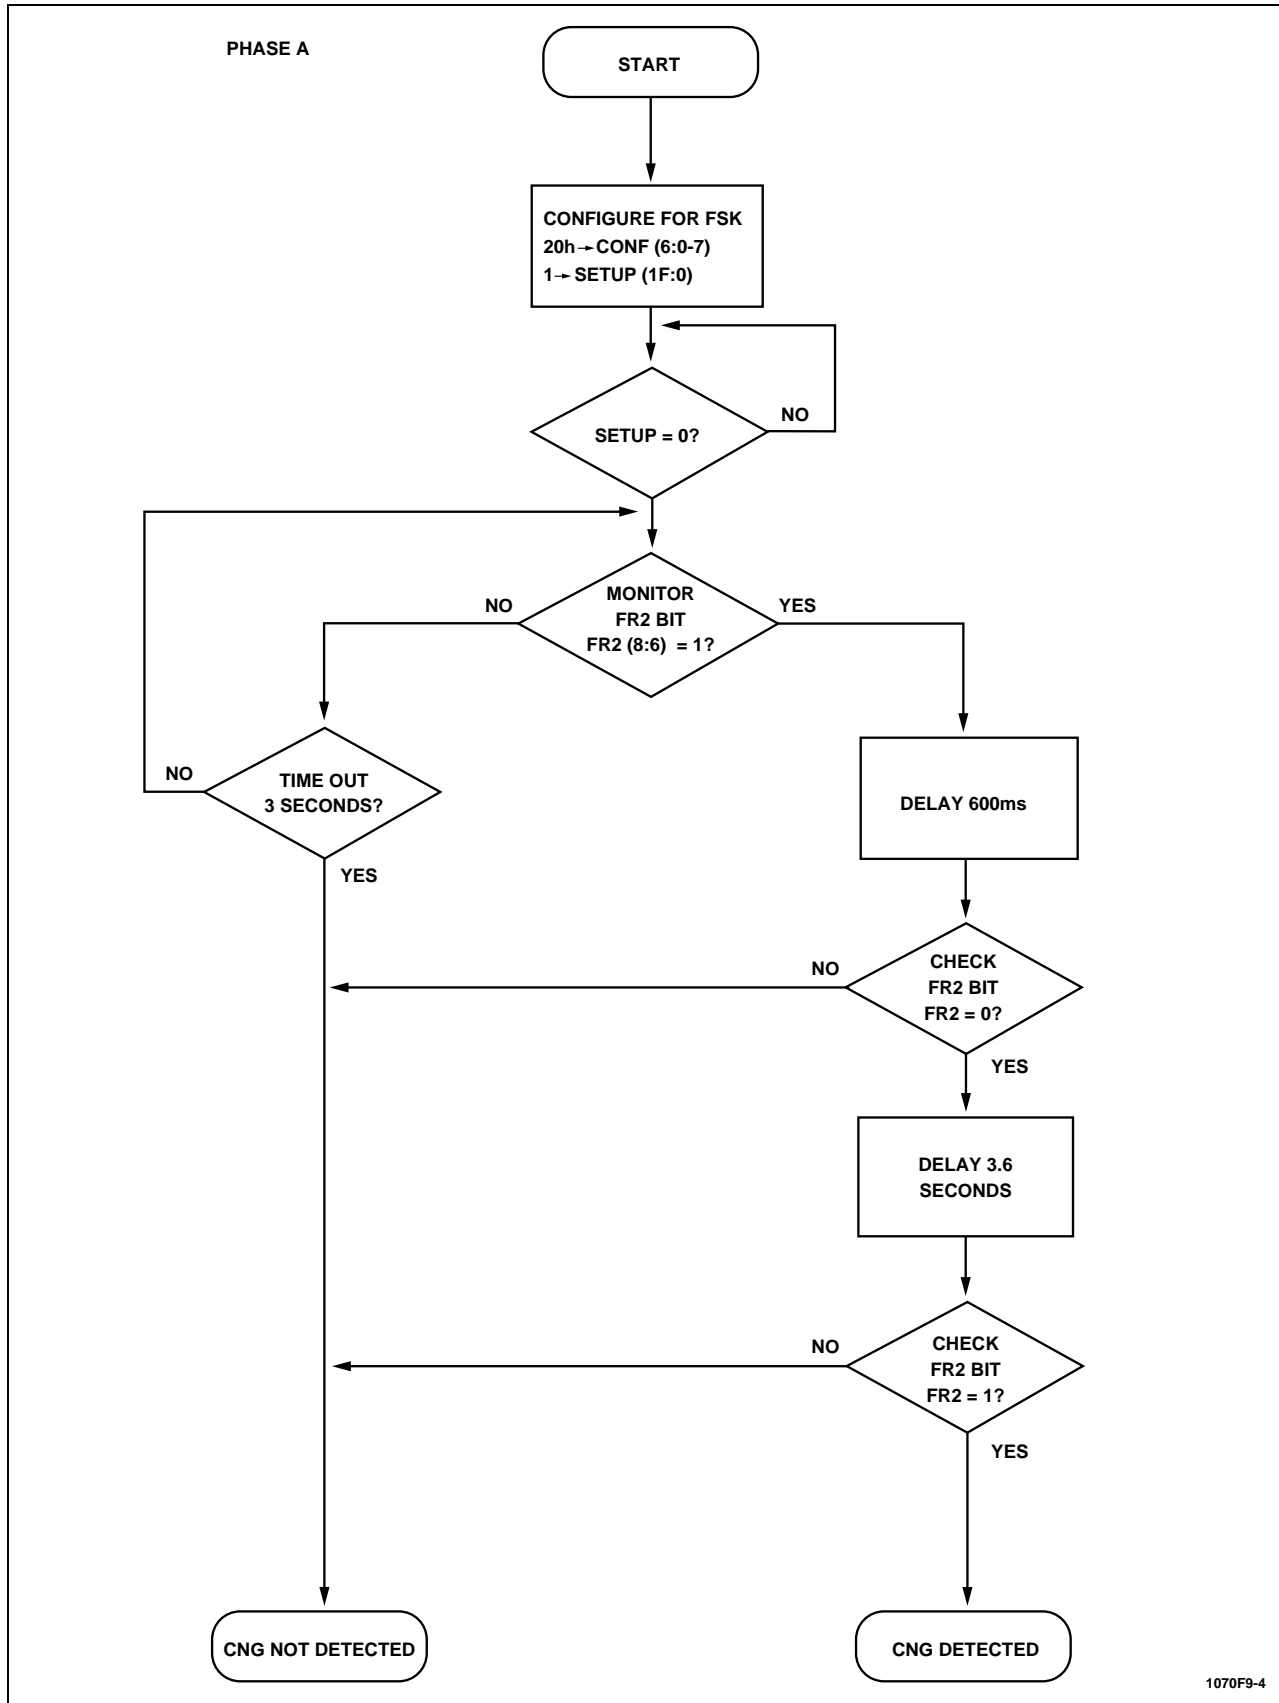 PHASE A
START
CONFIGURE FOR FSK
20h→CONF (6:0-7)
1→ SETUP (1F:0)
SETUP = 0?
NO
MONITOR
FR2 BIT
FR2 (8:6) = 1?
NO
YES
TIME OUT
3 SECONDS?
NO
YES
DELAY 600ms
CHECK
FR2 BIT
FR2 = 0?
NO
YES
DELAY 3.6
SECONDS
CHECK
FR2 BIT
FR2 = 1?
NO
YES
CNG NOT DETECTED
CNG DETECTED
1070F9-4